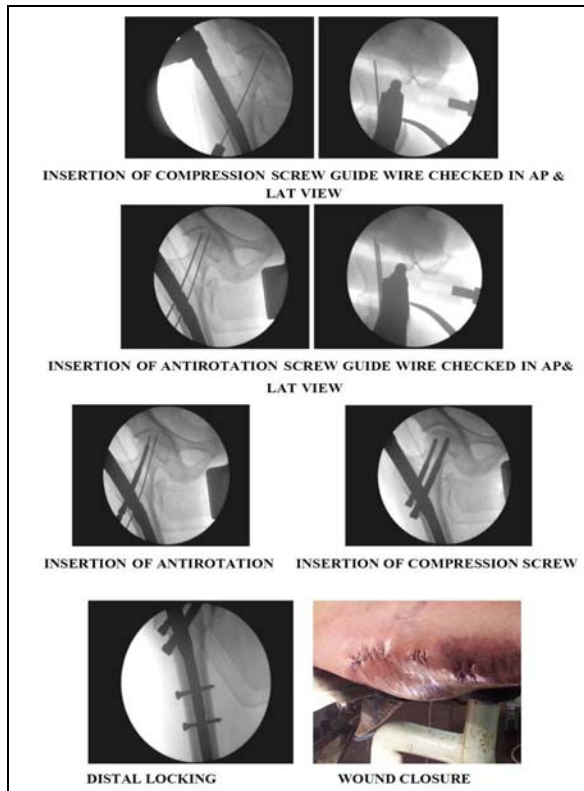 INSERTION OF COMPRESSION SCREW GUIDE WIRE CHECKED IN AP &
LAT VIEW
INSERTION OF ANTIROTATION SCREW GUIDE WIRE CHECKED IN AP&
LAT VIEW
INSERTION OF ANTIROTATION
INSERTION OF COMPRESSION SCREW
DISTAL LOCKING
WOUND CLOSURE